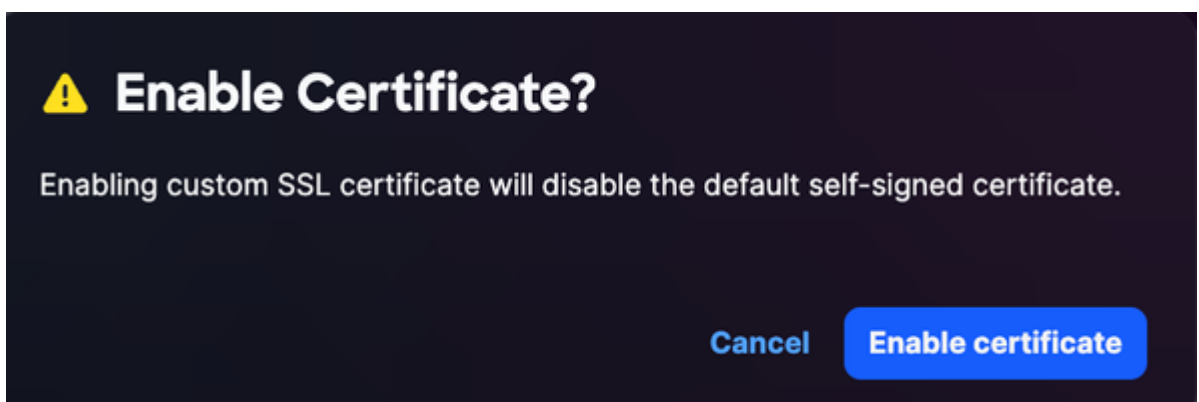 Enable Certificate?
Enabling custom SSL certificate will disable the default self-signed certificate.
Cancel
Enable certificate